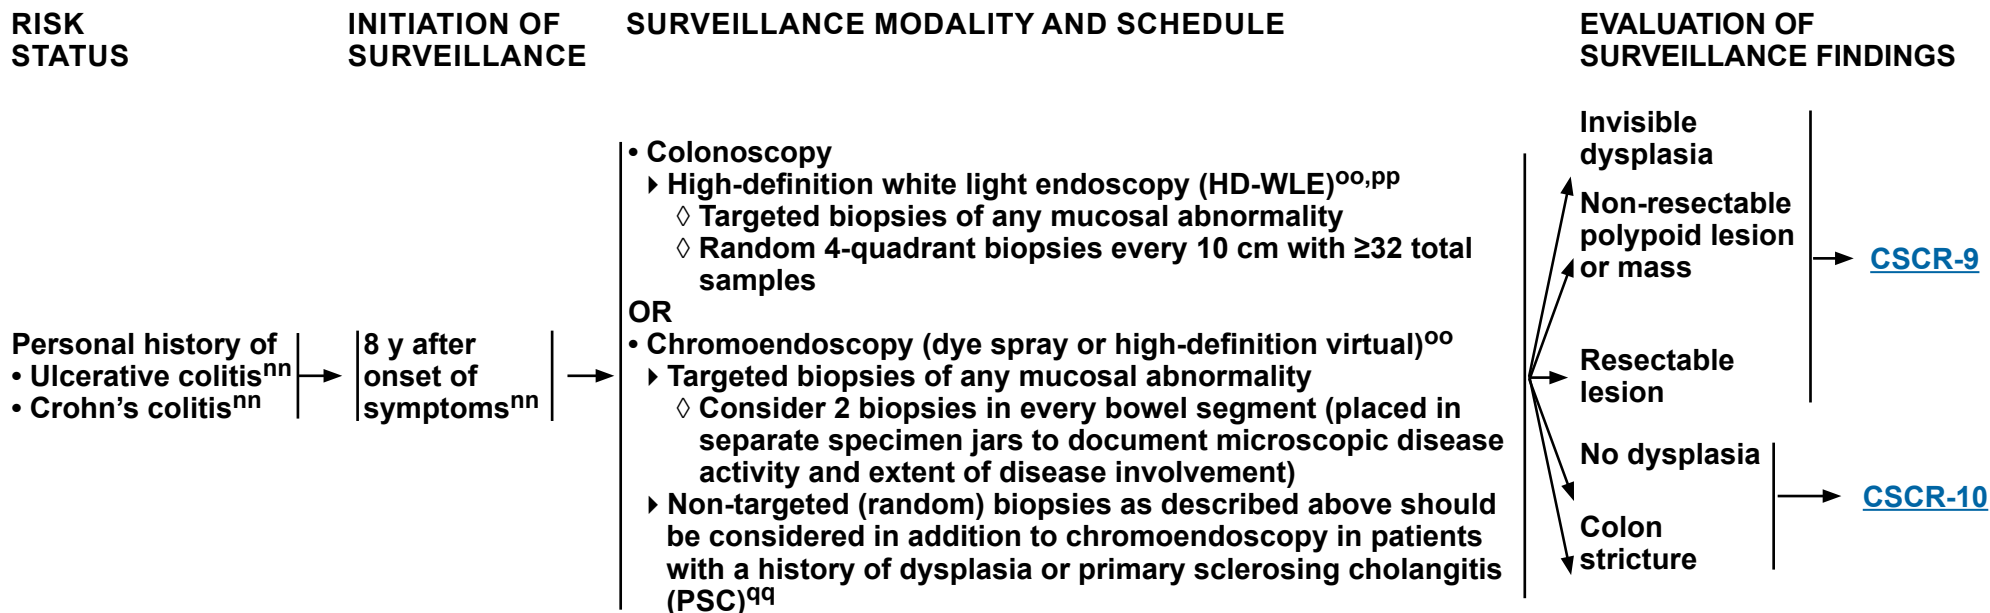 RISK
STATUS
INITIATION OF
SURVEILLANCE
SURVEILLANCE MODALITY AND SCHEDULE
EVALUATION OF
SURVEILLANCE FINDINGS
Personal history of
• Ulcerative colitisnn
• Crohn's colitisnn
8 y after
onset of
symptomsnn
• Colonoscopy
▸ High-definition white light endoscopy (HD-WLE)oo,pp
◊ Targeted biopsies of any mucosal abnormality
◊ Random 4-quadrant biopsies every 10 cm with ≥32 total
samples
OR
• Chromoendoscopy (dye spray or high-definition virtual)oo
▸ Targeted biopsies of any mucosal abnormality
◊ Consider 2 biopsies in every bowel segment (placed in
separate specimen jars to document microscopic disease
activity and extent of disease involvement)
▸ Non-targeted (random) biopsies as described above should
be considered in addition to chromoendoscopy in patients
with a history of dysplasia or primary sclerosing cholangitis
(PSC)qq
Invisible
dysplasia
Non-resectable
polypoid lesion
or mass
Resectable
lesion
CSCR-9
No dysplasia
Colon
stricture
CSCR-10